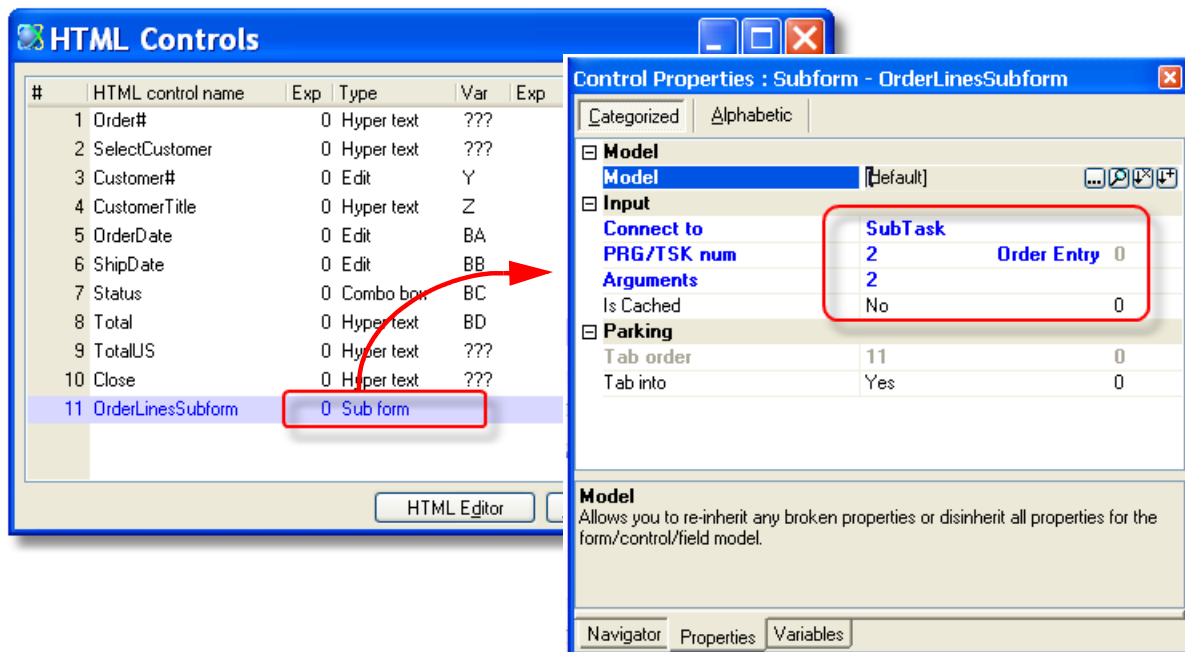 HTML Controls
# HTML control name Exp Type Var Exp
1 Order# 0 Hyper text ???
2 SelectCustomer 0 Hyper text ???
3 Customer# 0 Edit Y
4 CustomerTitle 0 Hyper text Z
5 OrderDate 0 Edit BA
6 ShipDate 0 Edit BB
7 Status 0 Combo box BC
8 Total 0 Hyper text BD
9 TotalUS 0 Hyper text ???
10 Close 0 Hyper text ???
11 OrderLinesSubform 0 Sub form
HTML Editor
Control Properties : Subform - OrderLinesSubform
Categorized Alphabetic
Model
Model [default] ...
Input
Connect to SubTask
PRG/TSK num 2 Order Entry 0
Arguments 2
Is Cached No 0
Parking
Tab order 11 0
Tab into Yes 0
Model
Allows you to re-inherit any broken properties or disinherit all properties for the
form/control/field model.
Navigator Properties Variables